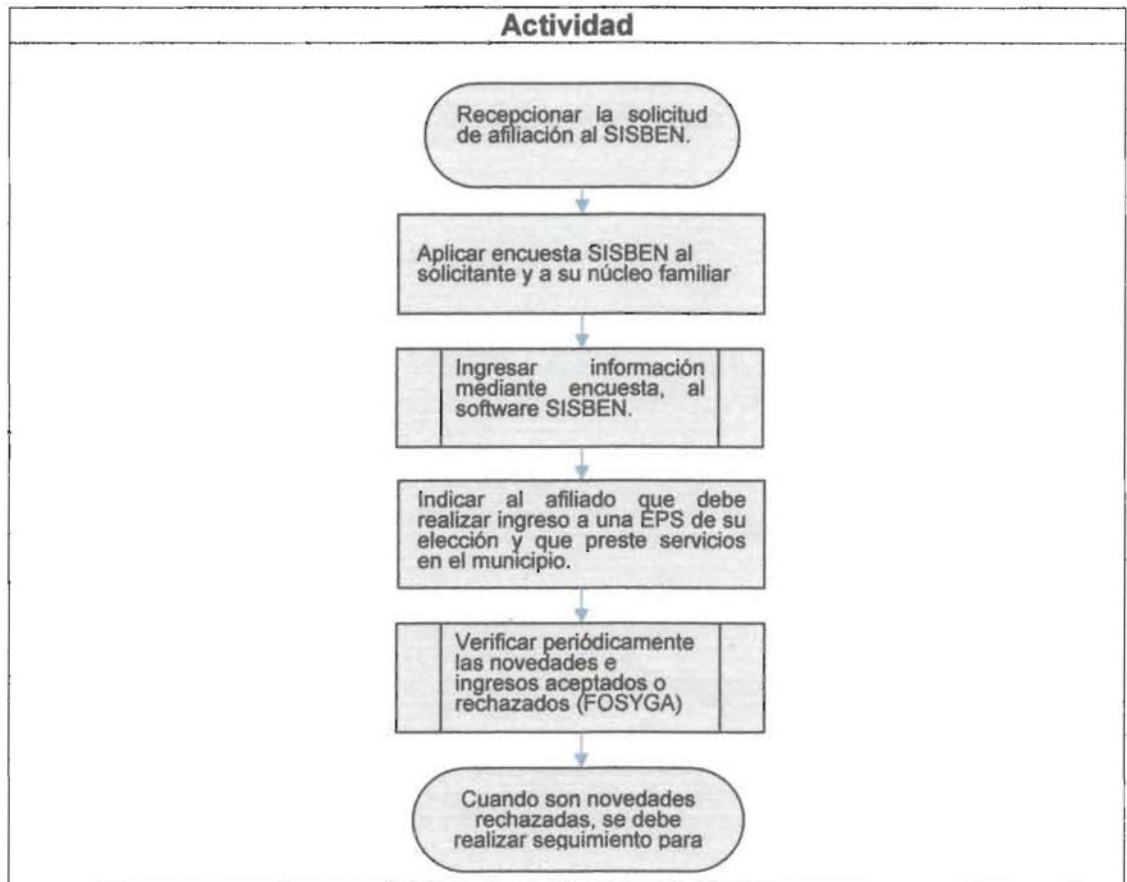 Actividad
Recepcionar la solicitud
de afiliación al SISBEN.
Aplicar encuesta SISBEN al
solicitante y a su núcleo familiar
Ingresar información
mediante encuesta, al
software SISBEN.
Indicar al afiliado que debe
realizar ingreso a una EPS de su
elección y que preste servicios
en el municipio.
Verificar periódicamente
las novedades e
ingresos aceptados o
rechazados (FOSYGA)
Cuando son novedades
rechazadas, se debe
realizar seguimiento para